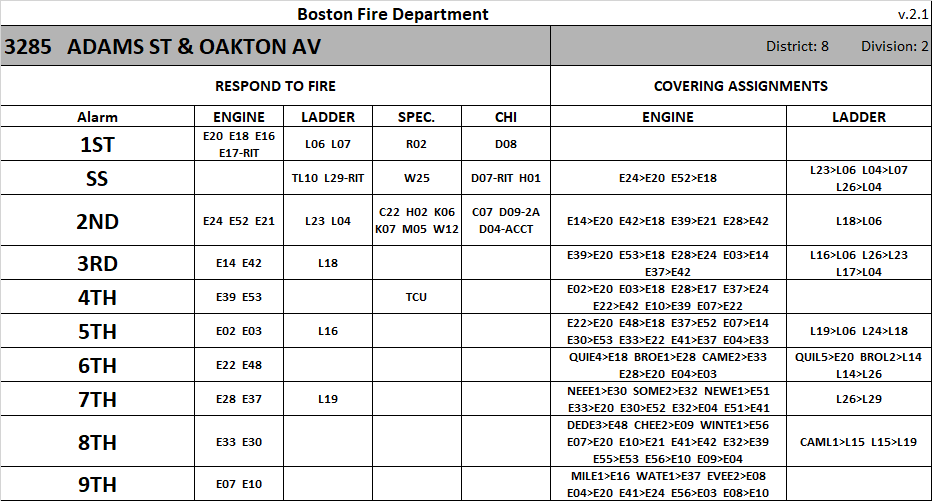 Boston Fire Department v.2.1
3285 ADAMS ST & OAKTON AV District: 8 Division: 2
RESPOND TO FIRE COVERING ASSIGNMENTS
Alarm ENGINE LADDER SPEC. CHI ENGINE LADDER
1ST
E20 E18 E16
E17-RIT
L06 L07
R02
D08
SS
TL10 L29-RIT
W25
D07-RIT H01
E24>E20 E52>E18
L23>L06 L04>L07
L26>L04
2ND
E24 E52 E21
L23 L04
C22 H02 K06
K07 M05 W12
C07 D09-2A
D04-ACCT
E14>E20 E42>E18 E39>E21 E28>E42
L18>L06
3RD
E14 E42
L18
E39>E20 E53>E18 E28>E24 E03>E14
E37>E42
L16>L06 L26>L23
L17>L04
4TH
E39 E53
TCU
E02>E20 E03>E18 E28>E17 E37>E24
E22>E42 E10>E39 E07>E22
5TH
E02 E03
L16
E22>E20 E48>E18 E37>E52 E07>E14
E30>E53 E33>E22 E41>E37 E04>E33
L19>L06 L24>L18
6TH
E22 E48
QUIE4>E18 BROE1>E28 CAME2>E33
E28>E20 E04>E03
QUIL5>E20 BROL2>L14
L14>L26
7TH
E28 E37
L19
NEEE1>E30 SOME2>E32 NEWE1>E51
E33>E20 E30>E52 E32>E04 E51>E41
L26>L29
8TH
E33 E30
DEDE3>E48 CHEE2>E09 WINTE1>E56
E07>E20 E10>E21 E41>E42 E32>E39
E55>E53 E56>E10 E09>E04
CAML1>L15 L15>L19
9TH
E07 E10
MILE1>E16 WATE1>E37 EVEE2>E08
E04>E20 E41>E24 E56>E03 E08>E10